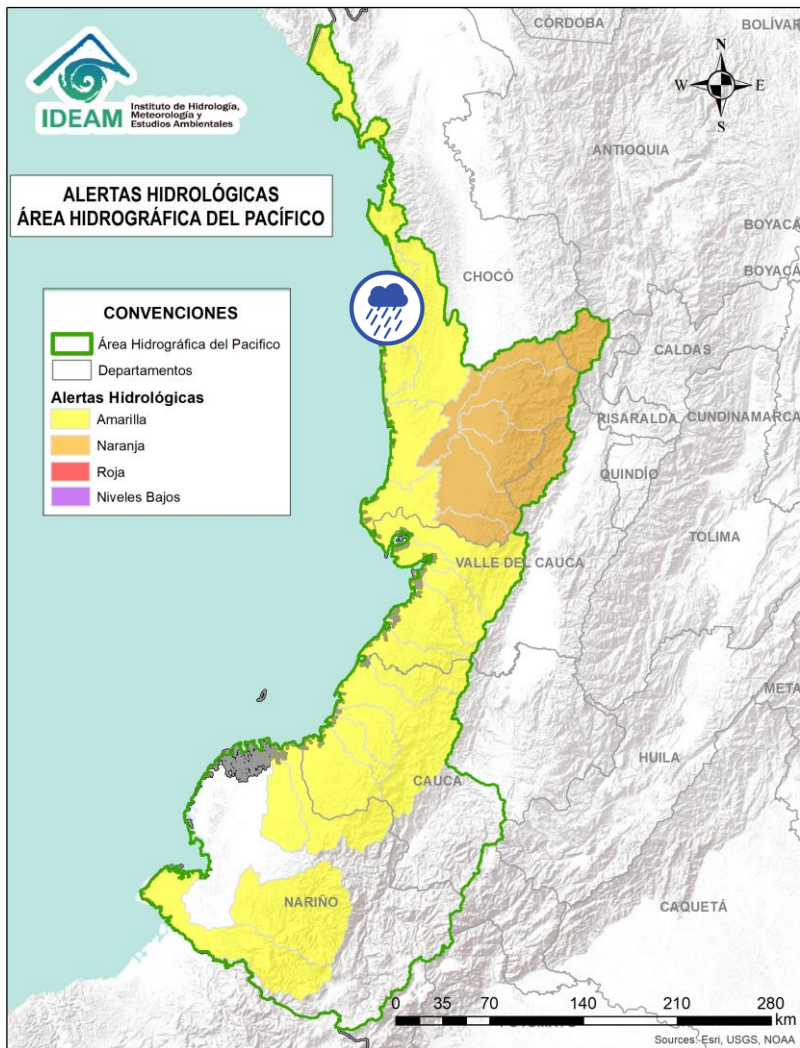 IDEAM
Instituto de Hidrología,
Meteorología y
Estudios Ambientales
ALERTAS HIDROLÓGICAS
ÁREA HIDROGRÁFICA DEL PACÍFICO
CONVENCIONES
Área Hidrográfica del Pacifico
Departamentos
Alertas Hidrológicas
Amarilla
Naranja
Roja
Niveles Bajos
N
W E
S
CÓRDOBA
BOLÍVAR
ANTIOQUIA
BOYACÁ
BOYACÁ
CHOCÓ
CALDAS
RISARALDA
CUNDINAMARCA
QUINDÍO
TOLIMA
VALLE DEL CAUCA
META
HUILA
CAUCA
NARIÑO
CAQUETÁ
0 35 70 140 210 280
km
Sources: Esri, USGS, NOAA